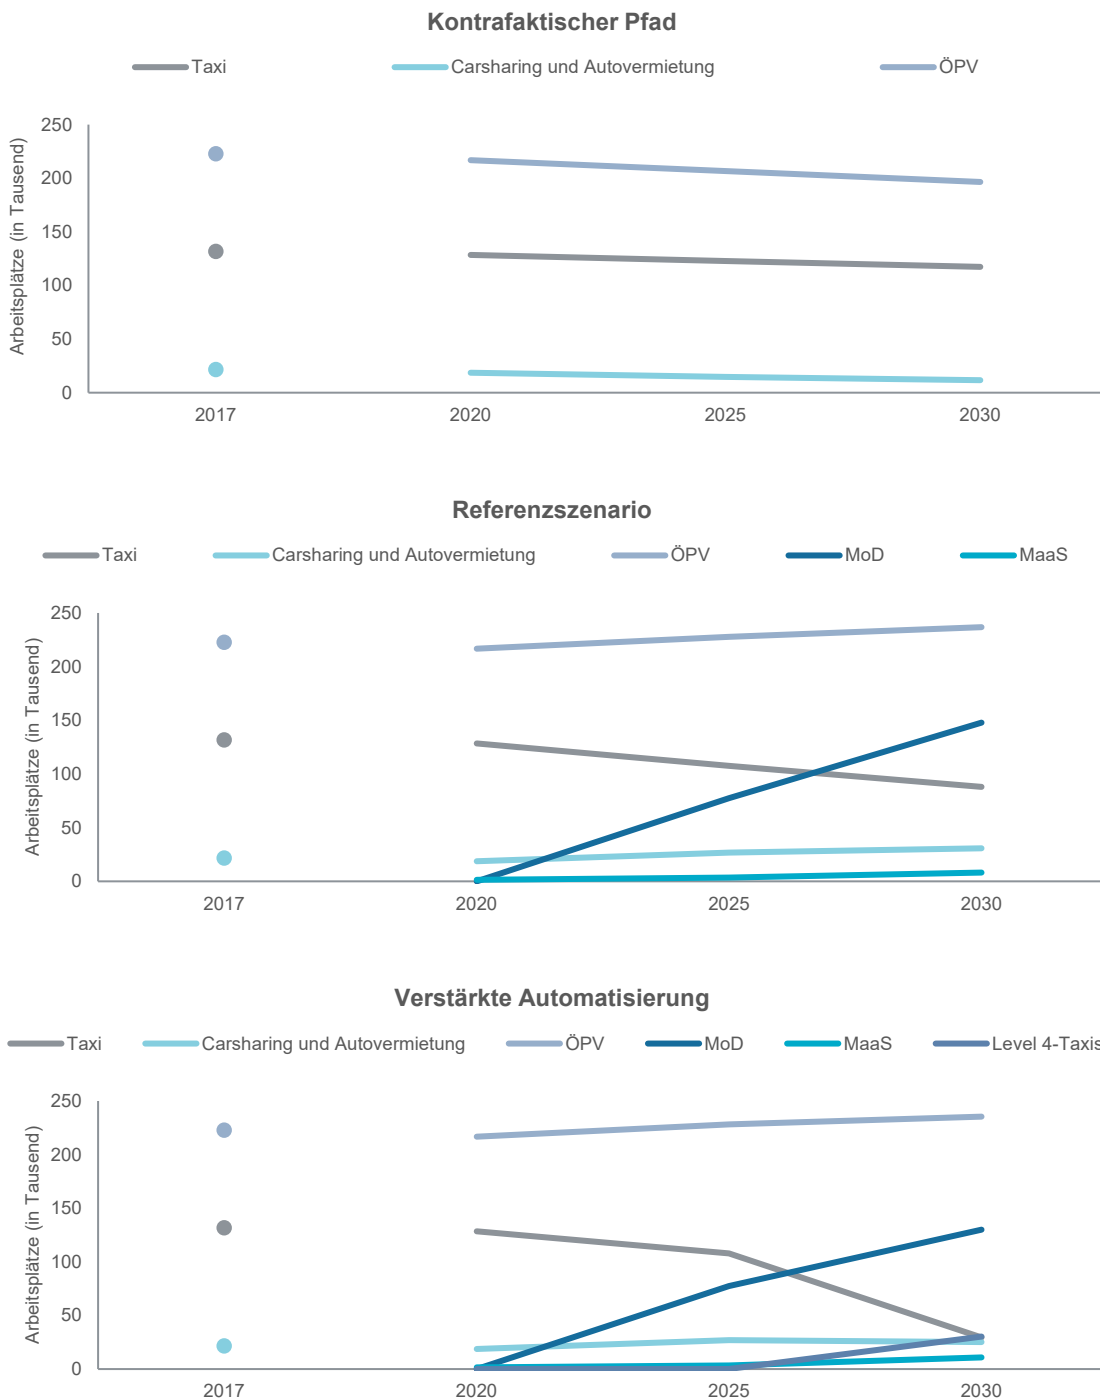 Kontrafaktischer Pfad
Taxi Carsharing und Autovermietung ÖPV
Arbeitsplätze (in Tausend)
250
200
150
100
50
0
2017 2020 2025 2030
Referenzszenario
Taxi Carsharing und Autovermietung ÖPV MoD MaaS
Arbeitsplätze (in Tausend)
250
200
150
100
50
0
2017 2020 2025 2030
Verstärkte Automatisierung
Taxi Carsharing und Autovermietung ÖPV MoD MaaS Level 4-Taxis
Arbeitsplätze (in Tausend)
250
200
150
100
50
0
2017 2020 2025 2030